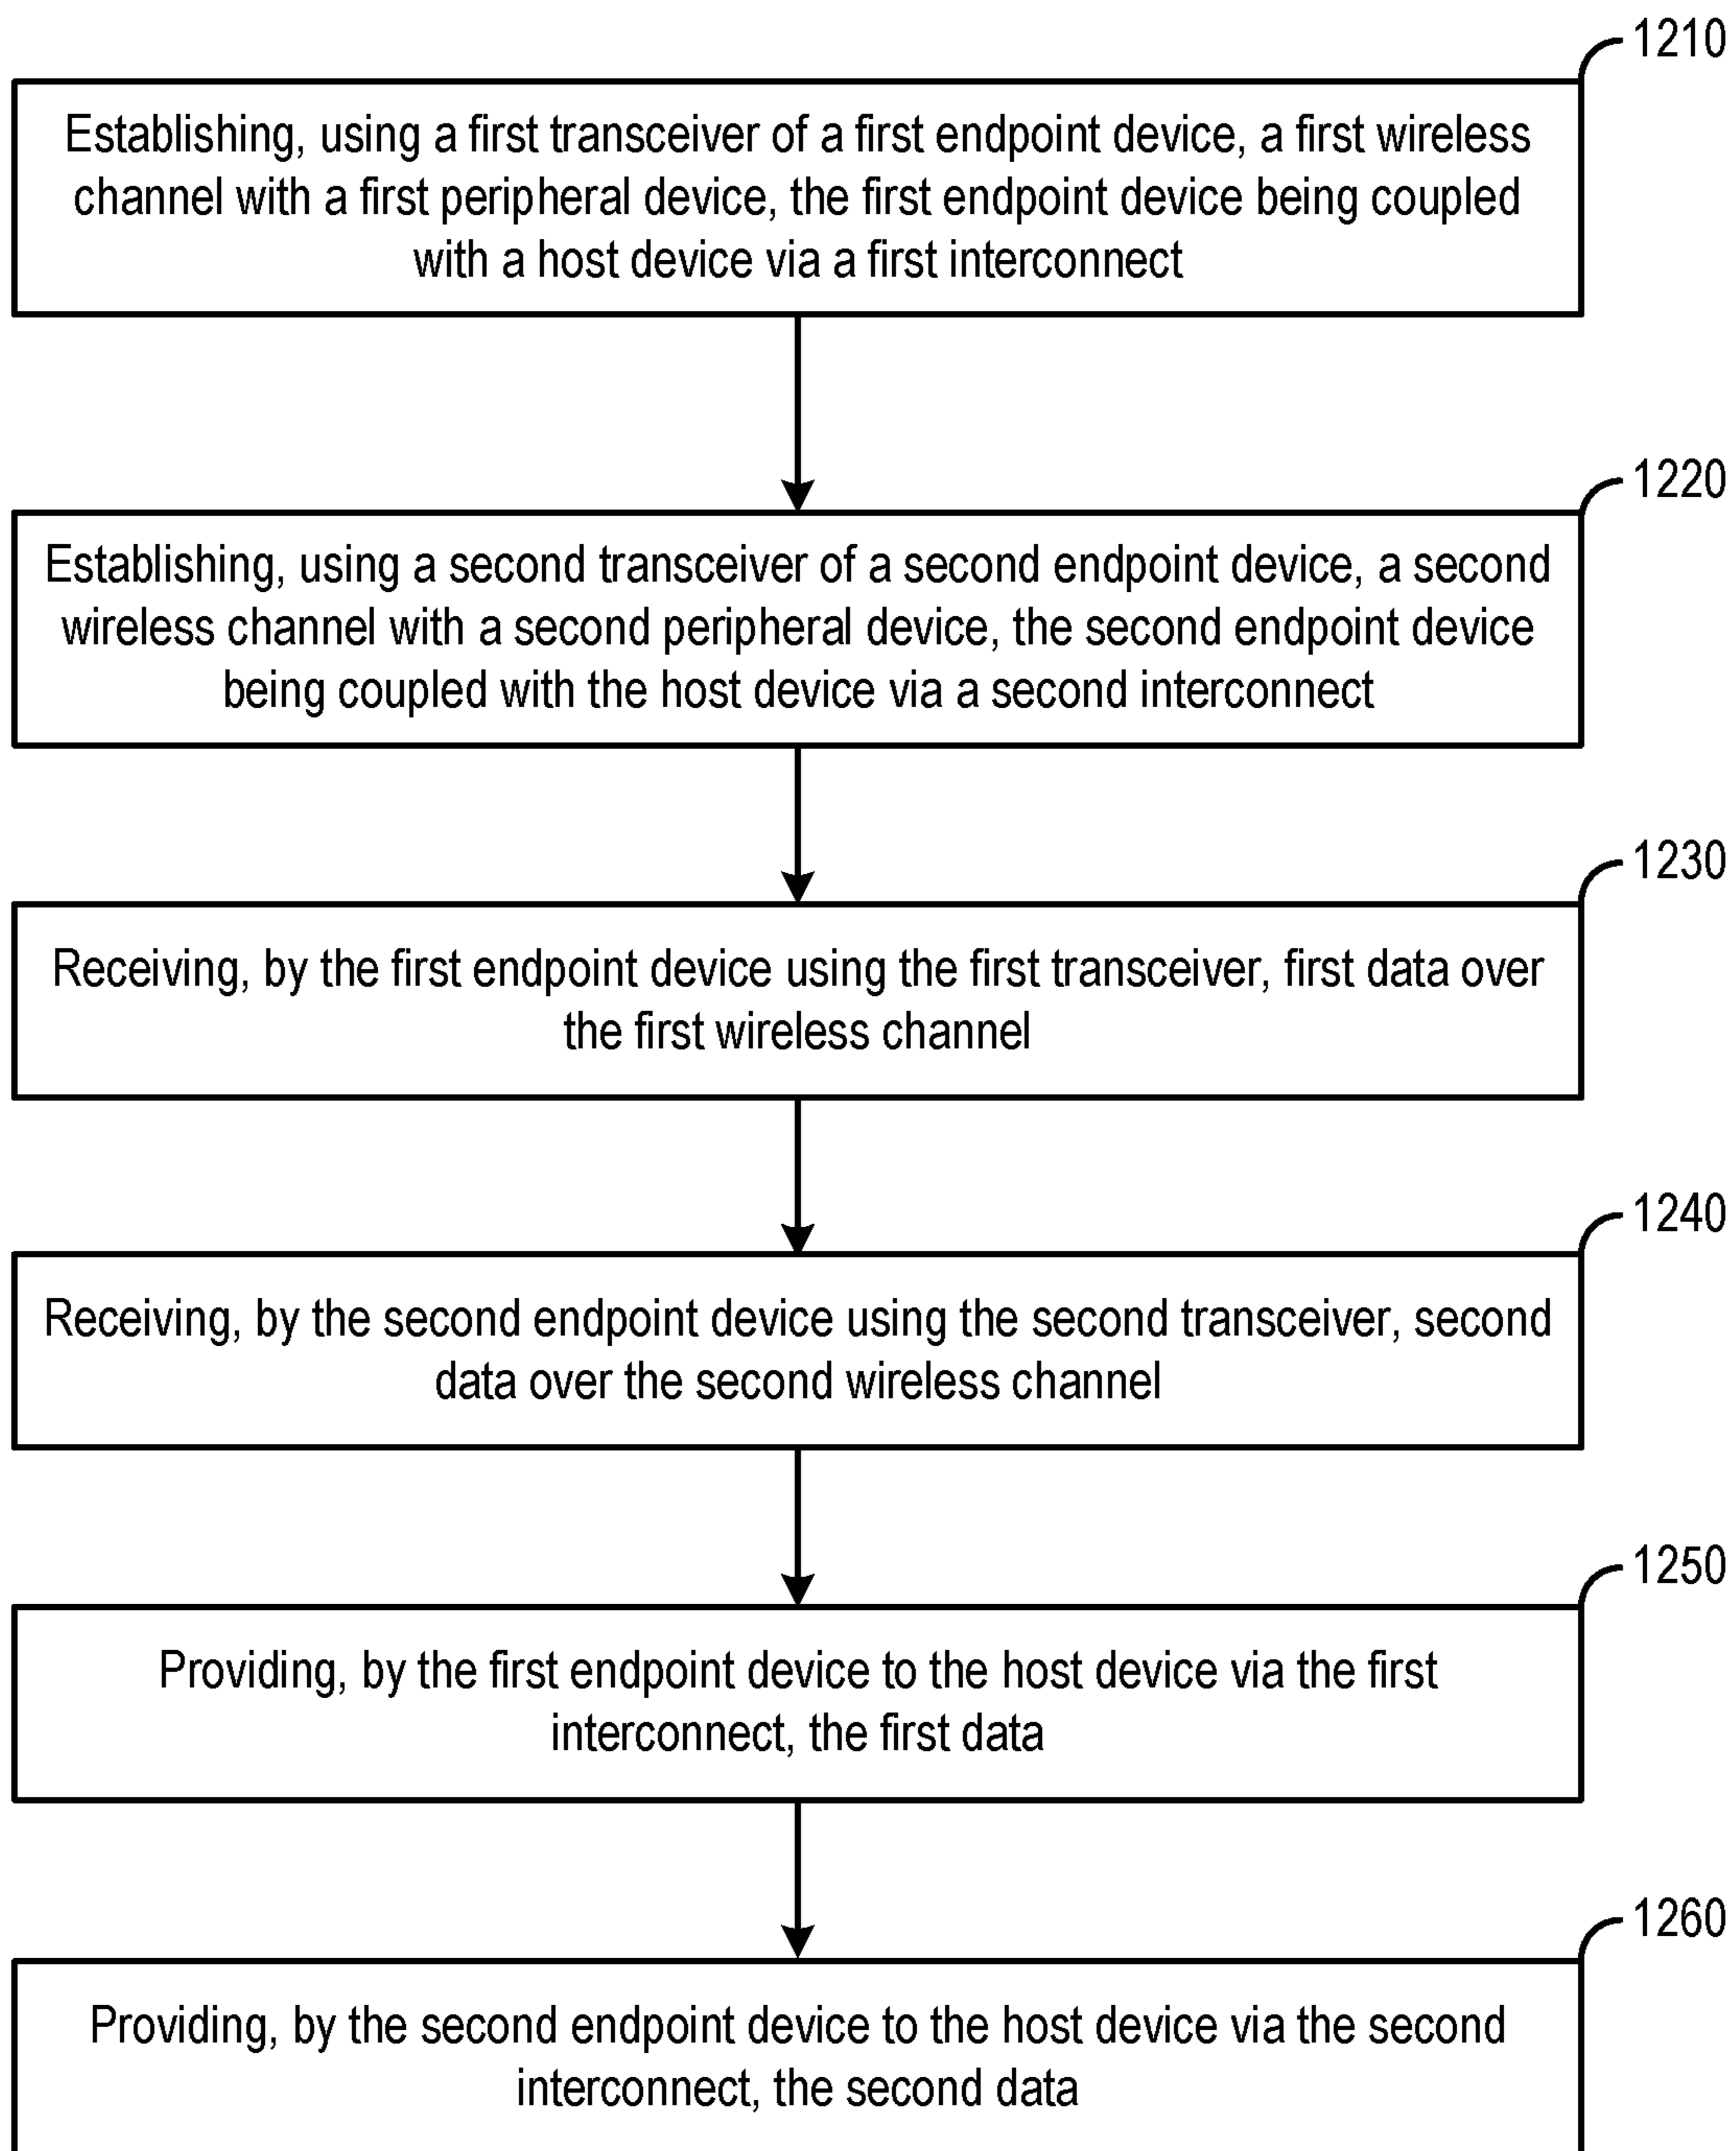 1210
Establishing, using a first transceiver of a first endpoint device, a first wireless
channel with a first peripheral device, the first endpoint device being coupled
with a host device via a first interconnect
1220
Establishing, using a second transceiver of a second endpoint device, a second
wireless channel with a second peripheral device, the second endpoint device
being coupled with the host device via a second interconnect
1230
Receiving, by the first endpoint device using the first transceiver, first data over
the first wireless channel
1240
Receiving, by the second endpoint device using the second transceiver, second
data over the second wireless channel
1250
Providing, by the first endpoint device to the host device via the first
interconnect, the first data
1260
Providing, by the second endpoint device to the host device via the second
interconnect, the second data